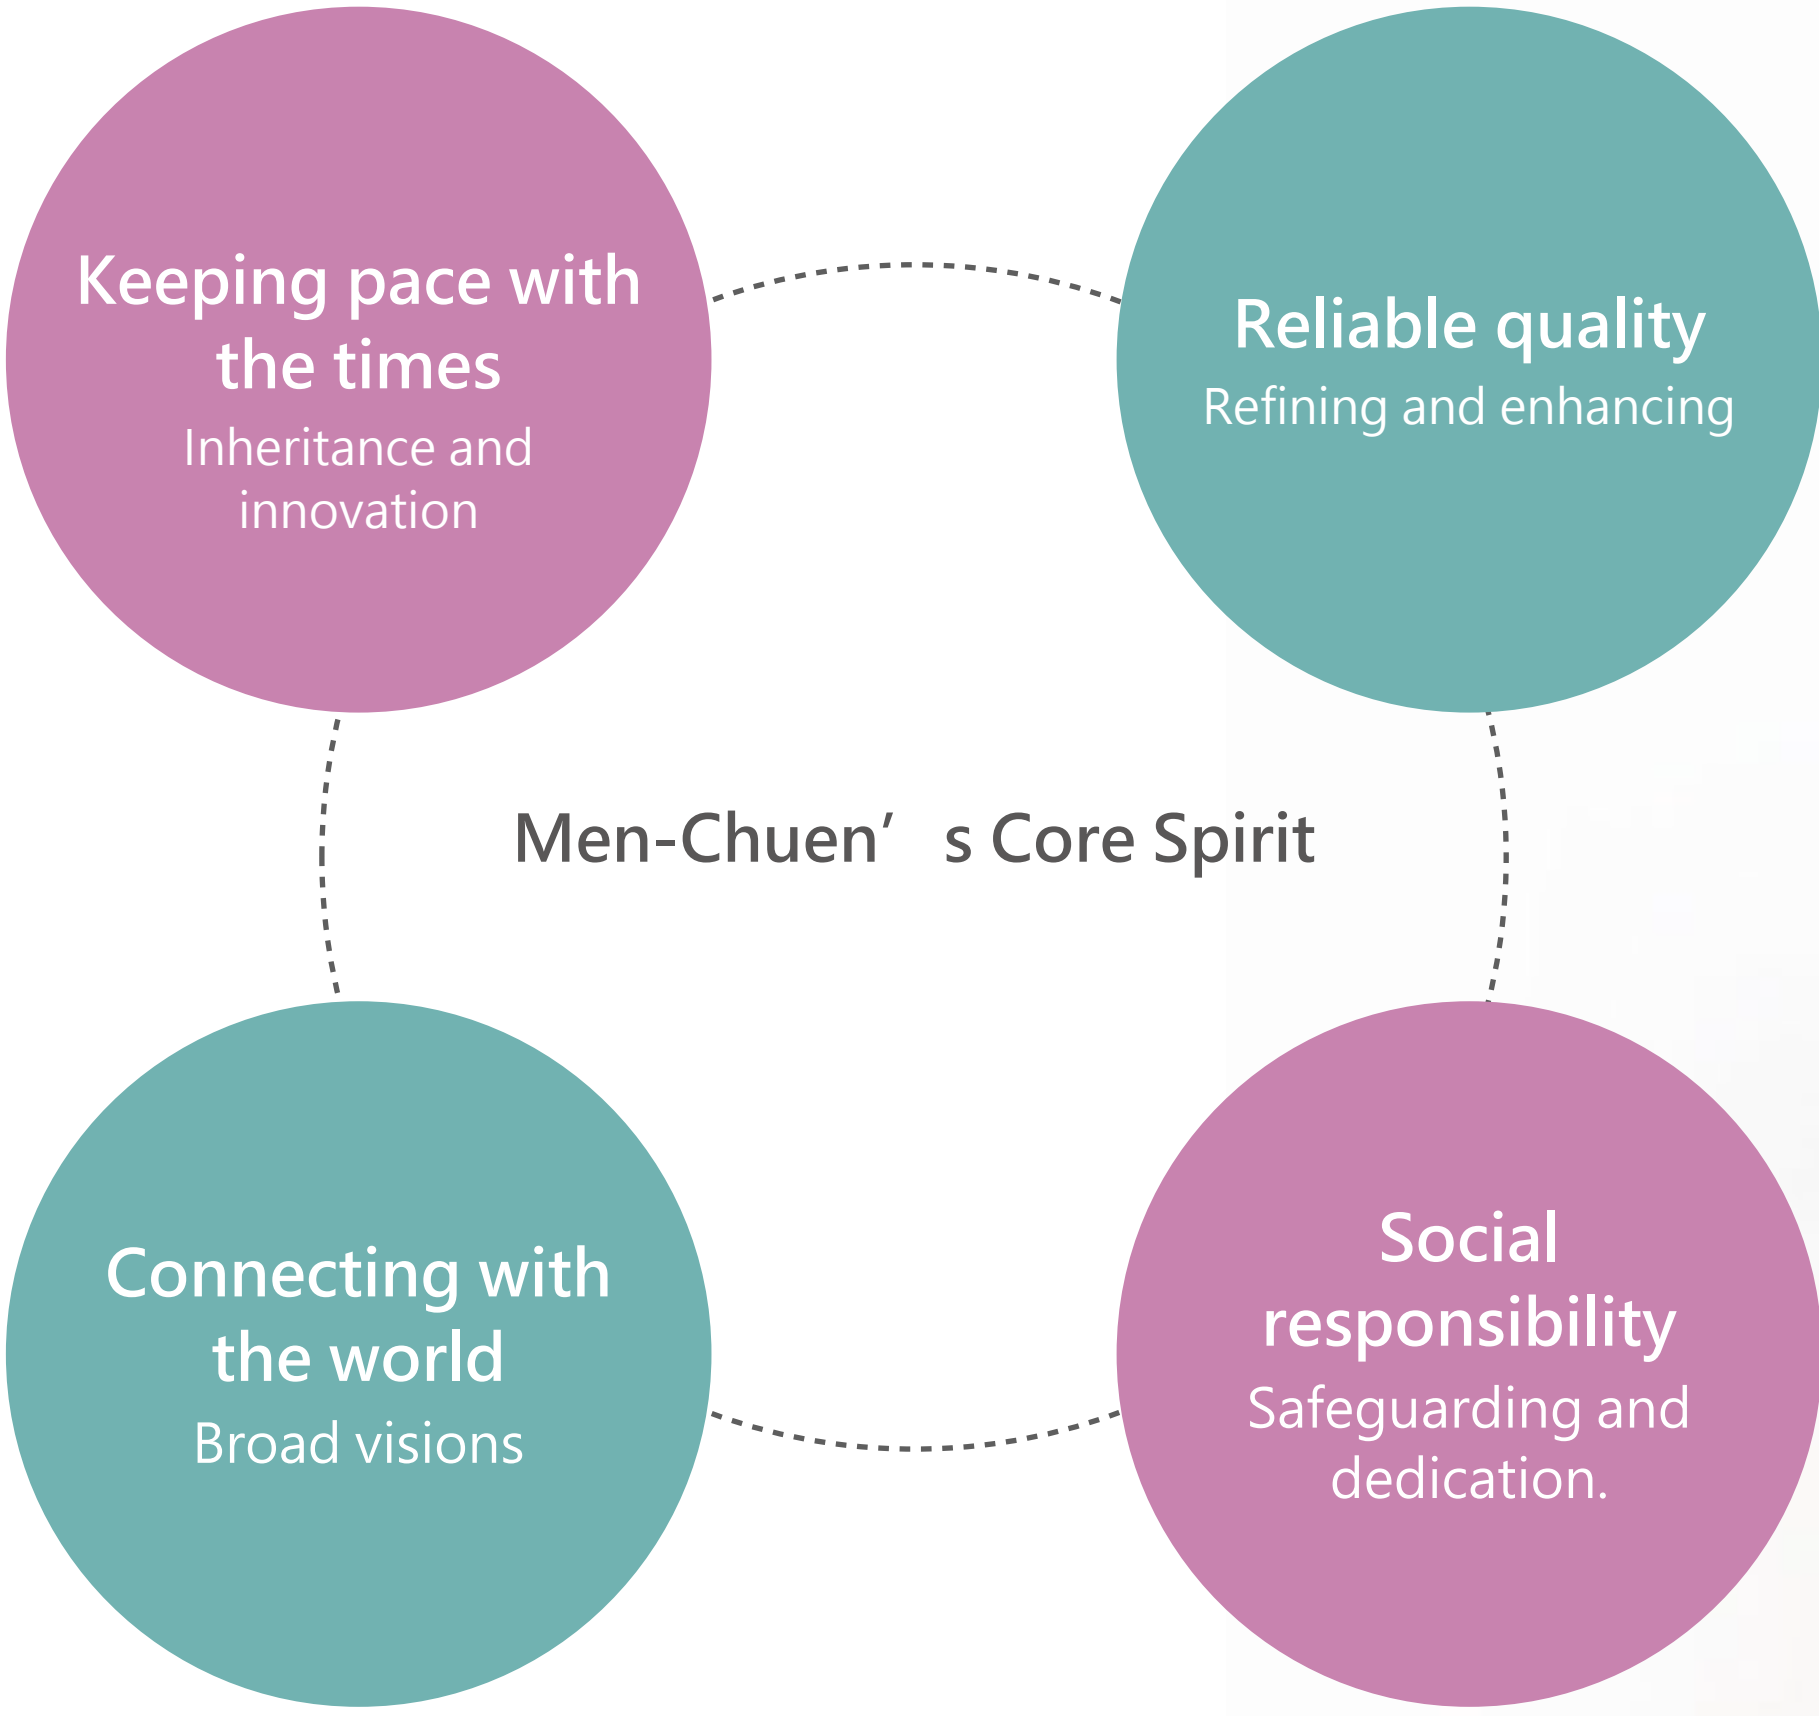 Keeping pace with
the times
Inheritance and
innovation
Reliable quality
Refining and enhancing
Men-Chuen’s Core Spirit
Connecting with
the world
Broad visions
Social
responsibility
Safeguarding and
dedication.